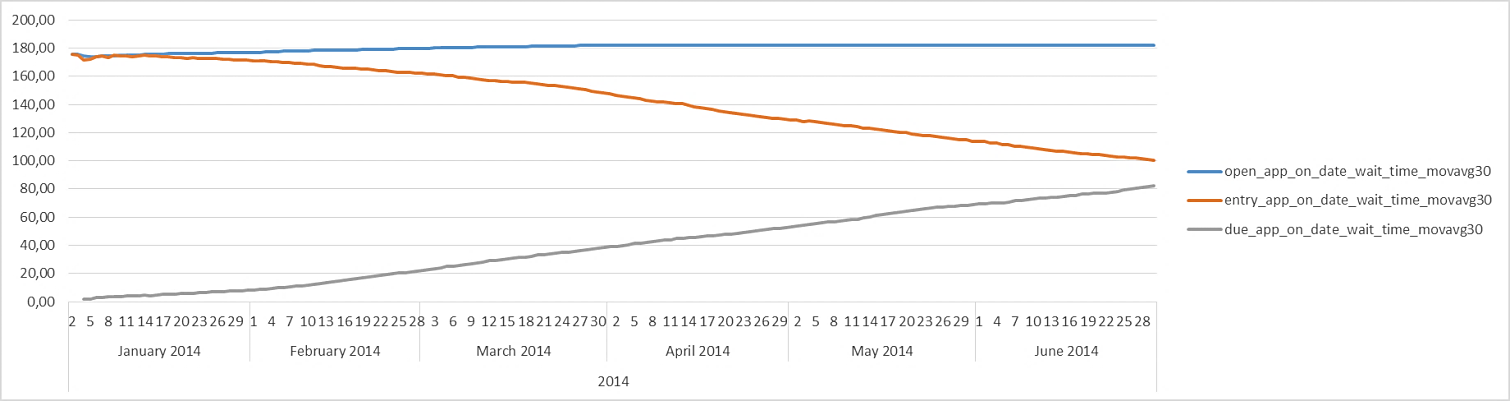 200,00
180,00
160,00
140,00
120,00
100,00
80,00
60,00
40,00
20,00
0,00
2 5 8 11 14 17 20 23 26 29 1 4 7 10 13 16 19 22 25 28 3 6 9 12 15 18 21 24 27 30 2 5 8 11 14 17 20 23 26 29 2 5 8 11 14 17 20 23 26 29 1 4 7 10 13 16 19 22 25 28
January 2014 February 2014 March 2014 April 2014 May 2014 June 2014
2014
open_app_on_date_wait_time_movavg30
entry_app_on_date_wait_time_movavg30
due_app_on_date_wait_time_movavg30